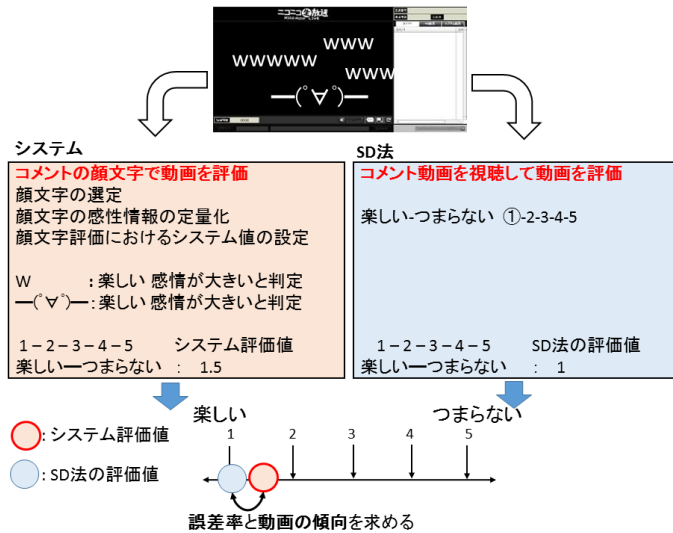 ニコニコ生放送
WWW
WWWWW
WWW
━(ﾟ∀ﾟ)━
システム
コメントの顔文字で動画を評価
顔文字の選定
顔文字の感性情報の定量化
顔文字評価におけるシステム値の設定
W : 楽しい 感情が大きいと判定
━(ﾟ∀ﾟ)━ : 楽しい 感情が大きいと判定
1－2－3－4－5 システム評価値
楽しい━つまらない : 1.5
SD法
コメント動画を視聴して動画を評価
楽しい-つまらない ①-2-3-4-5
1－2－3－4－5 SD法の評価値
楽しい━つまらない : 1
楽しい つまらない
: システム評価値
: SD法の評価値
1 2 3 4 5
誤差率と動画の傾向を求める